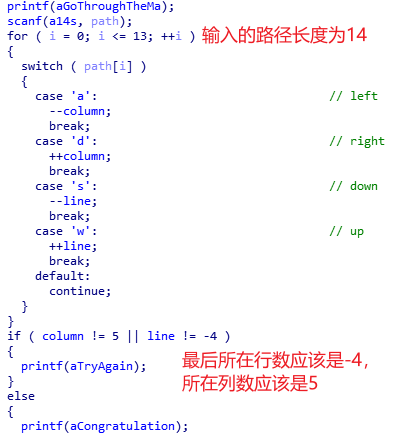 printf(aGoThroughTheMa);
scanf(a14s, path);
for ( i = 0; i <= 13; ++i ) 输入的路径长度为14
{
switch ( path[i] )
{
case 'a': // left
--column;
break;
case 'd': // right
++column;
break;
case 's': // down
--line;
break;
case 'w': // up
++line;
break;
default:
continue;
}
}
if ( column != 5 || line != -4 )
{
printf(aTryAgain);
}
else
{
printf(aCongratulation);
最后所在行数应该是-4,
所在列数应该是5